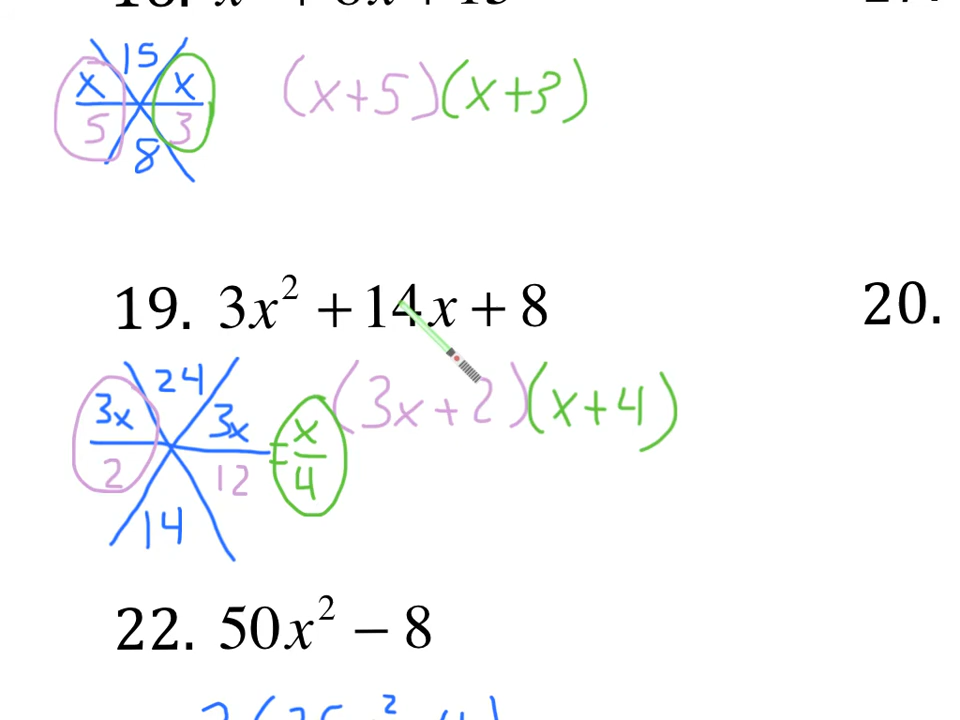 15
x x (x+5)(x+3)
5 3
8
19. 3x² + 14x + 8 20.
24
3x 3x = x (3x+2)(x+4)
2 12 4
14
22. 50x² − 8